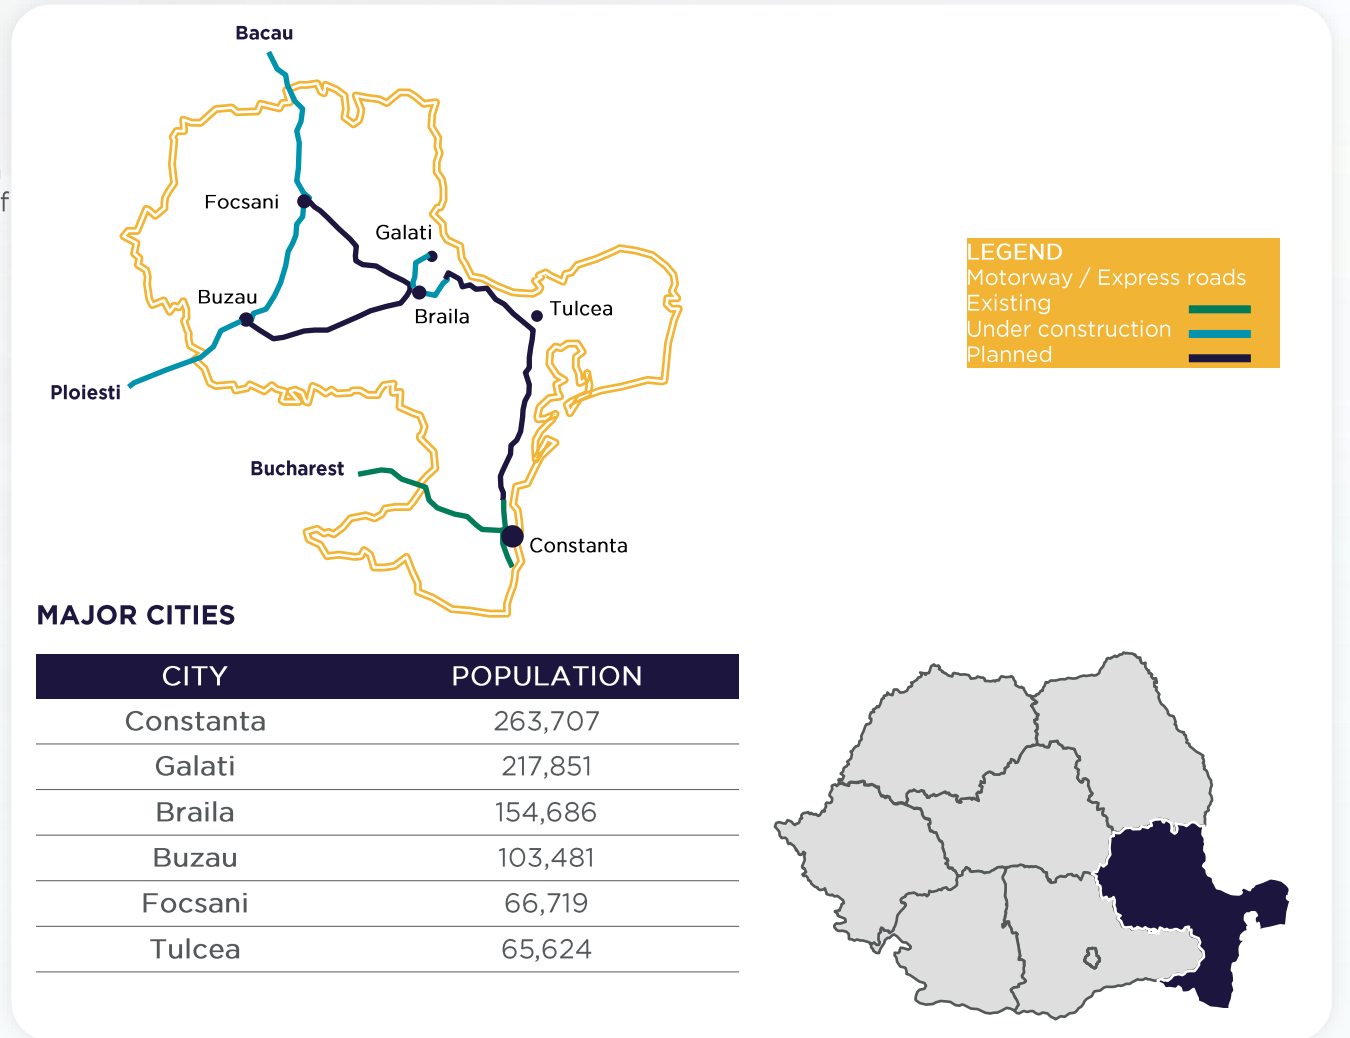 Bacau
f
Focsani
Galati
Buzau
Braila
Tulcea
Ploiesti
Bucharest
Constanta
LEGEND
Motorway / Express roads
Existing
Under construction
Planned
MAJOR CITIES
CITY POPULATION
Constanta 263,707
Galati 217,851
Braila 154,686
Buzau 103,481
Focsani 66,719
Tulcea 65,624